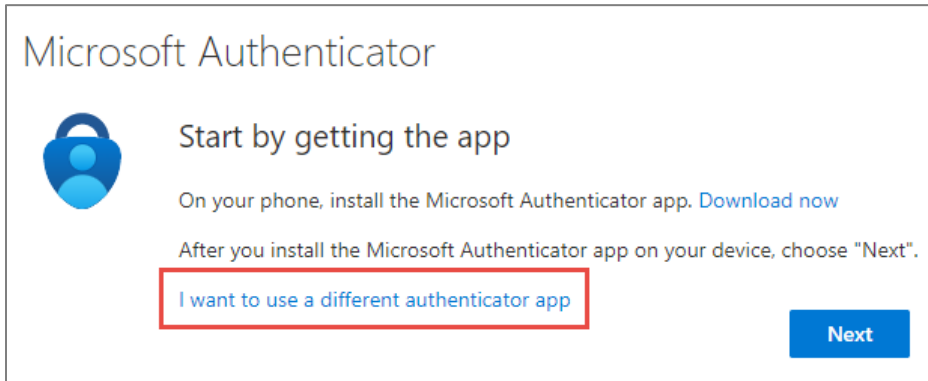 Microsoft Authenticator
Start by getting the app
On your phone, install the Microsoft Authenticator app. Download now
After you install the Microsoft Authenticator app on your device, choose "Next".
I want to use a different authenticator app
Next